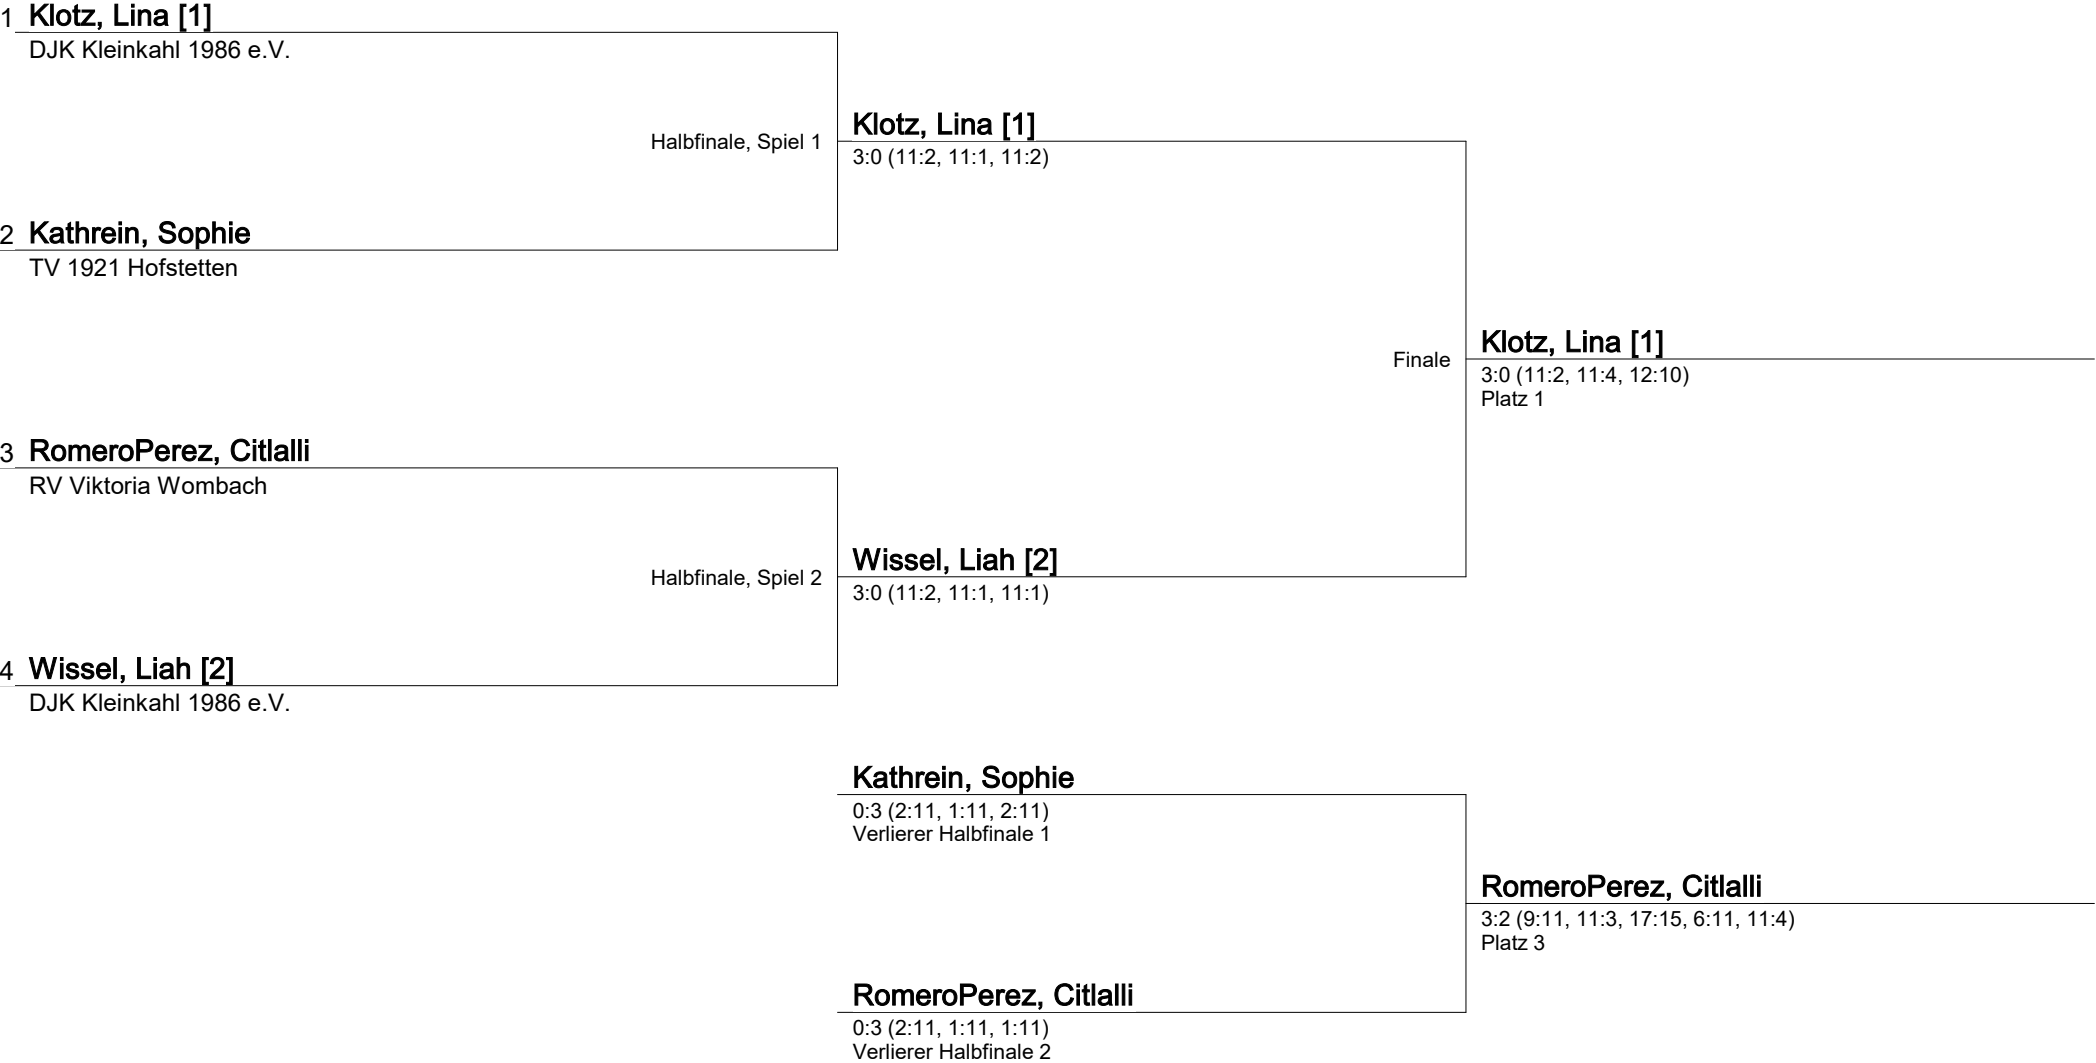 1 Klotz, Lina [1]
DJK Kleinkahl 1986 e.V.
Halbfinale, Spiel 1
Klotz, Lina [1]
3:0 (11:2, 11:1, 11:2)
2 Kathrein, Sophie
TV 1921 Hofstetten
Finale
Klotz, Lina [1]
3:0 (11:2, 11:4, 12:10)
Platz 1
3 RomeroPerez, Citlalli
RV Viktoria Wombach
Halbfinale, Spiel 2
Wissel, Liah [2]
3:0 (11:2, 11:1, 11:1)
4 Wissel, Liah [2]
DJK Kleinkahl 1986 e.V.
Kathrein, Sophie
0:3 (2:11, 1:11, 2:11)
Verlierer Halbfinale 1
RomeroPerez, Citlalli
3:2 (9:11, 11:3, 17:15, 6:11, 11:4)
Platz 3
RomeroPerez, Citlalli
0:3 (2:11, 1:11, 1:11)
Verlierer Halbfinale 2